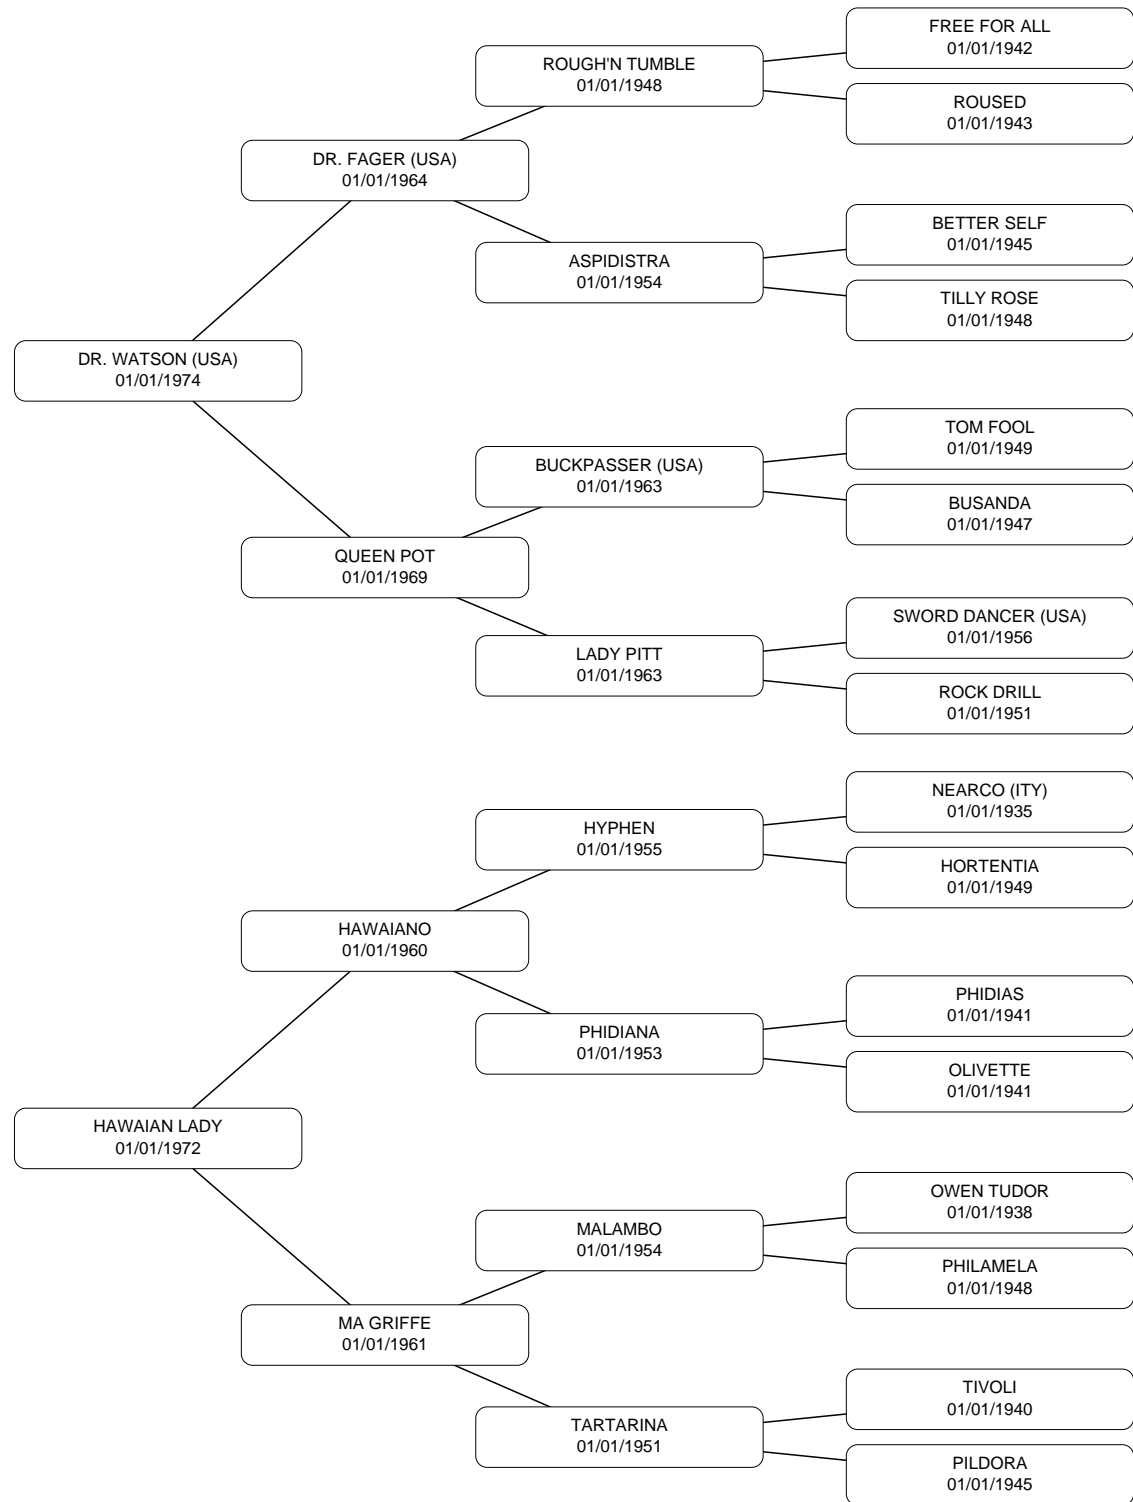 FREE FOR ALL
01/01/1942
ROUGH'N TUMBLE
01/01/1948
ROUSED
01/01/1943
DR. FAGER (USA)
01/01/1964
BETTER SELF
01/01/1945
ASPIDISTRA
01/01/1954
TILLY ROSE
01/01/1948
DR. WATSON (USA)
01/01/1974
TOM FOOL
01/01/1949
BUCKPASSER (USA)
01/01/1963
BUSANDA
01/01/1947
QUEEN POT
01/01/1969
SWORD DANCER (USA)
01/01/1956
LADY PITT
01/01/1963
ROCK DRILL
01/01/1951
NEARCO (ITY)
01/01/1935
HYPHEN
01/01/1955
HORTENTIA
01/01/1949
HAWAIANO
01/01/1960
PHIDIAS
01/01/1941
PHIDIANA
01/01/1953
OLIVETTE
01/01/1941
HAWAIAN LADY
01/01/1972
OWEN TUDOR
01/01/1938
MALAMBO
01/01/1954
PHILAMELA
01/01/1948
MA GRIFFE
01/01/1961
TIVOLI
01/01/1940
TARTARINA
01/01/1951
PILDORA
01/01/1945